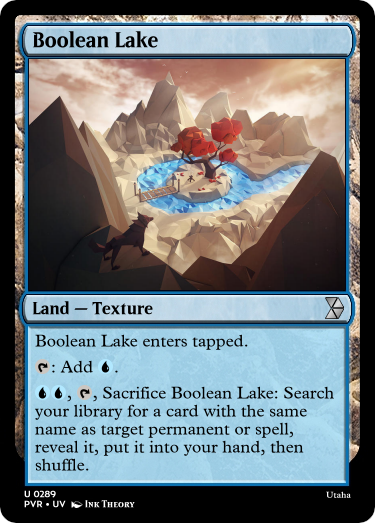 Boolean Lake
Land — Texture
Boolean Lake enters tapped.
: Add .
, , Sacrifice Boolean Lake: Search
your library for a card with the same
name as target permanent or spell,
reveal it, put it into your hand, then
shuffle.
U 0289
Utaha
PVR • UV Ink Theory